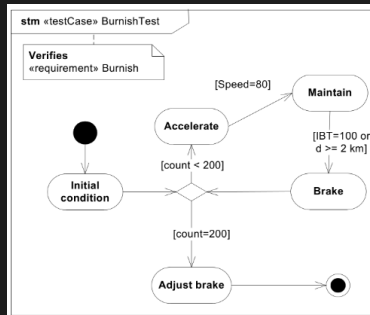 stm «testCase» BurnishTest
Verifies
«requirement» Burnish
[Speed=80]
Maintain
Accelerate
[IBT=100 or
d >= 2 km]
[count < 200]
Initial
condition
Brake
[count=200]
Adjust brake